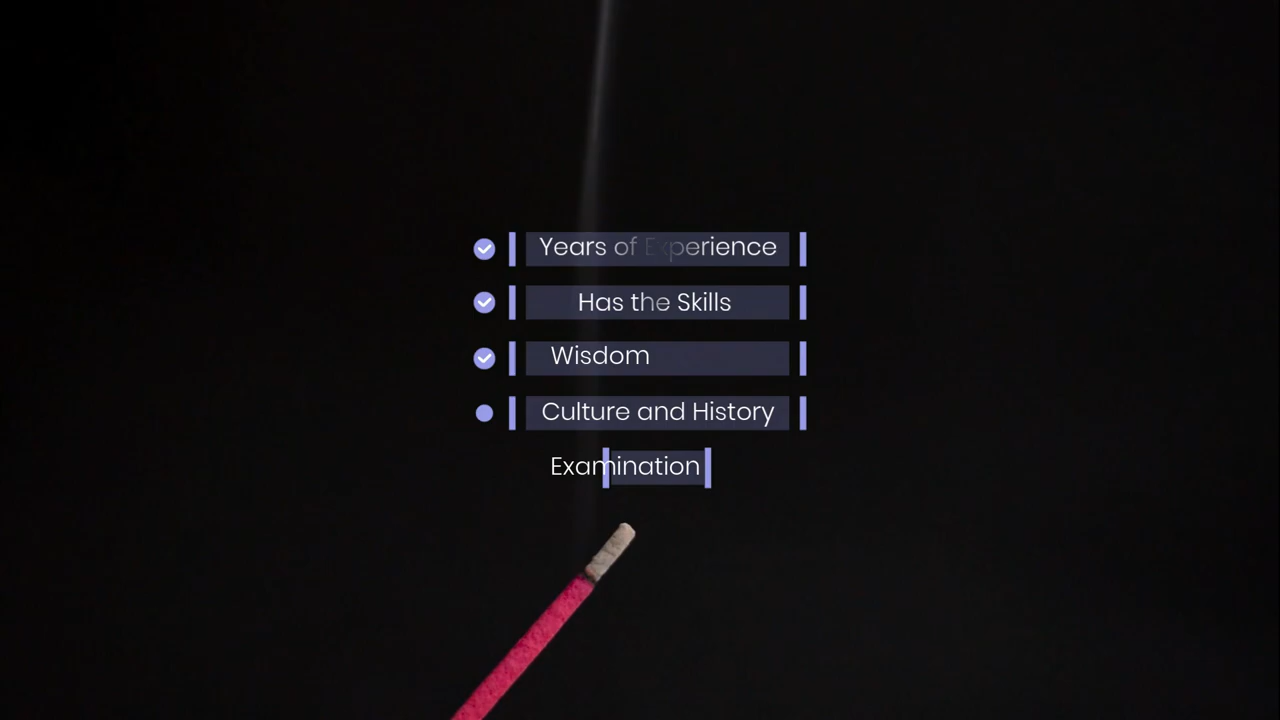 Years of Experience
Has the Skills
Wisdom
Culture and History
Examination